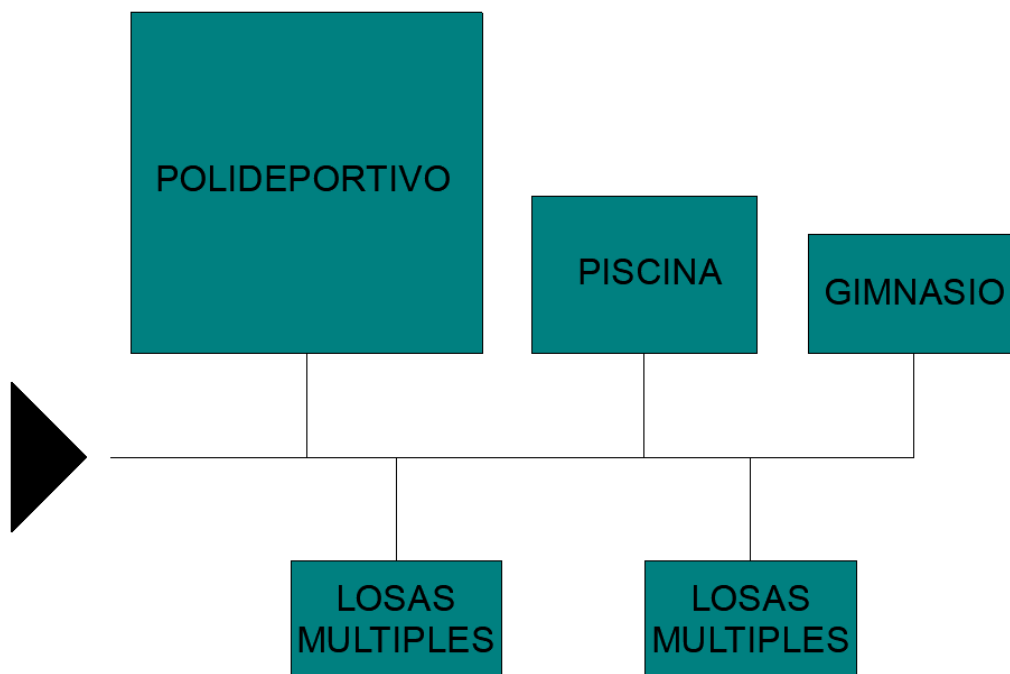 POLIDEPORTIVO
PISCINA
GIMNASIO
LOSAS
MULTIPLES
LOSAS
MULTIPLES